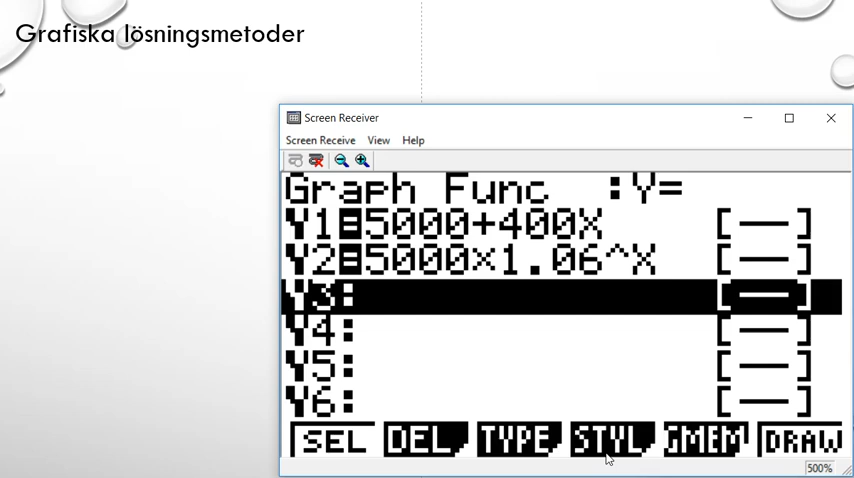 Grafiska lösningsmetoder
Screen Receiver
Screen Receive View Help
Graph Func :Y=
Y1=5000+400X [—]
Y2=5000×1.06^X [—]
Y3: [—]
Y4: [—]
Y5: [—]
Y6: [—]
SEL DEL TYPE STYL GMEM DRAW
500%